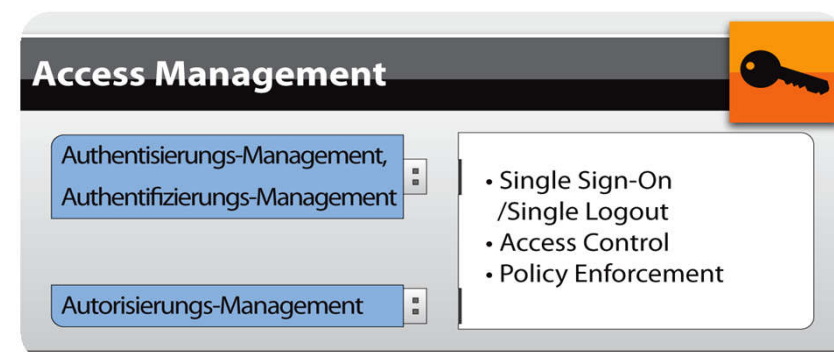 Access Management
Authentisierungs-Management,
Authentifizierungs-Management
Autorisierungs-Management
• Single Sign-On
/Single Logout
• Access Control
• Policy Enforcement